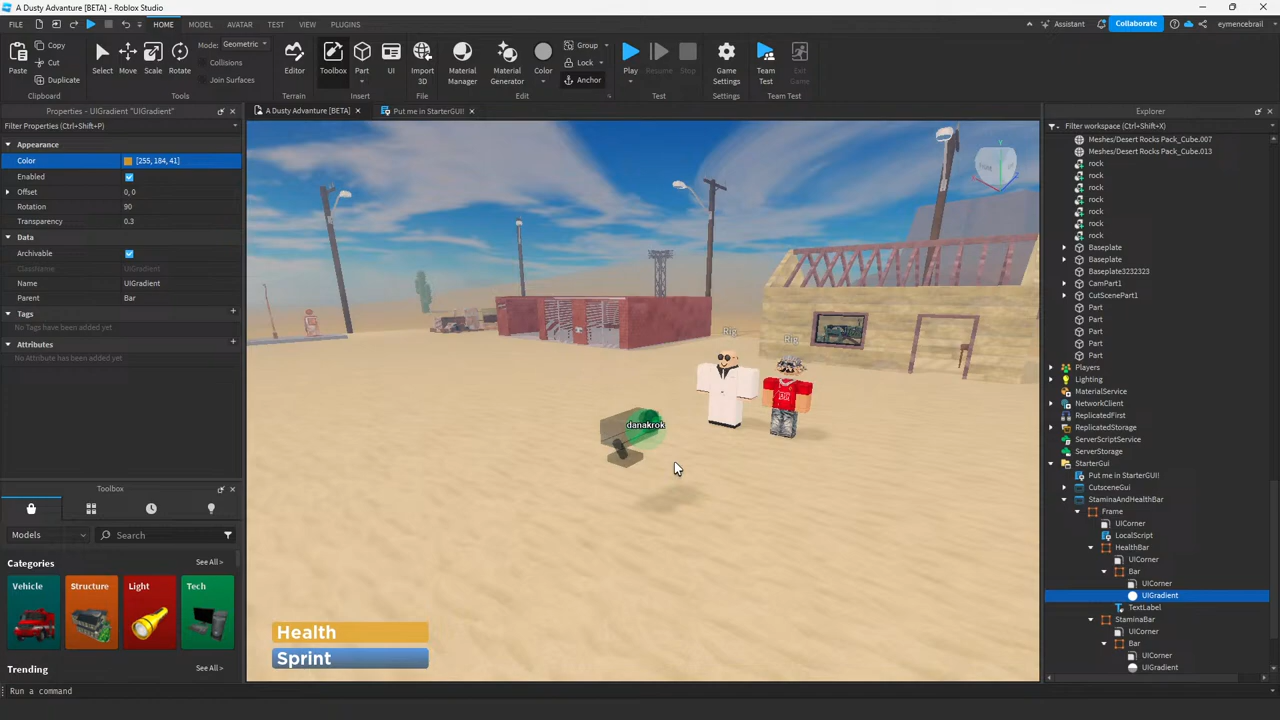 A Dusty Advanture [BETA] - Roblox Studio
FILE
HOME
MODEL
AVATAR
TEST
VIEW
PLUGINS
Assistant
Collaborate
eymencebrail
Paste
Copy
Cut
Duplicate
Clipboard
Select
Move
Scale
Rotate
Mode: Geometric
Collisions
Join Surfaces
Tools
Editor
Terrain
Toolbox
Part
UI
Insert
Import
3D
File
Material
Manager
Material
Generator
Color
Group
Lock
Anchor
Edit
Play
Resume
Stop
Test
Game
Settings
Settings
Team
Test
Exit
Game
Team Test
Properties - UIGradient "UIGradient"
Filter Properties (Ctrl+Shift+P)
Appearance
Color [255, 184, 41]
Enabled
Offset 0, 0
Rotation 90
Transparency 0.3
Data
Archivable
ClassName UIGradient
Name UIGradient
Parent Bar
Tags
No Tags have been added yet
Attributes
No Attribute has been added yet
Toolbox
Models
Search
Categories
See All >
Vehicle
Structure
Light
Tech
Trending
See All >
Run a command
A Dusty Advanture [BETA]
Put me in StarterGUI!
Rig
Rig
danakrok
Health
Sprint
Explorer
Filter workspace (Ctrl+Shift+X)
Meshes/Desert Rocks Pack_Cube.007
Meshes/Desert Rocks Pack_Cube.013
rock
rock
rock
rock
rock
rock
rock
Baseplate
Baseplate
Baseplate3232323
CamPart1
CutScenePart1
Part
Part
Part
Part
Part
Players
Lighting
MaterialService
NetworkClient
ReplicatedFirst
ReplicatedStorage
ServerScriptService
ServerStorage
StarterGui
Put me in StarterGUI!
CutsceneGui
StaminaAndHealthBar
Frame
UICorner
LocalScript
HealthBar
UICorner
Bar
UICorner
UIGradient
TextLabel
StaminaBar
UICorner
Bar
UICorner
UIGradient